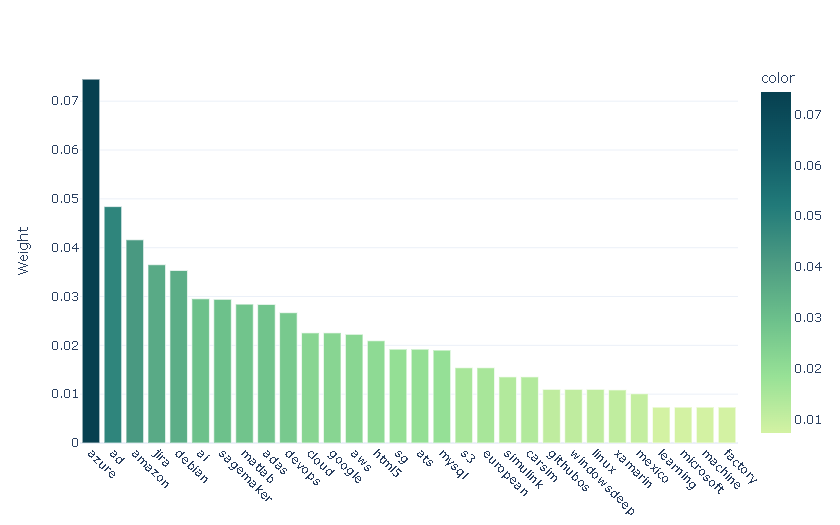 color
0.07
0.06
0.05
0.04
0.03
0.02
0.01
0
Weight
azure
ad
amazon
jira
debian
ai
sagemaker
matlab
adas
devops
cloud
google
aws
html5
sg
ats
mysql
s3
european
simulink
carsim
githubos
windowsdeep
linux
xamarin
mexico
learning
microsoft
machine
factory
0.07
0.06
0.05
0.04
0.03
0.02
0.01